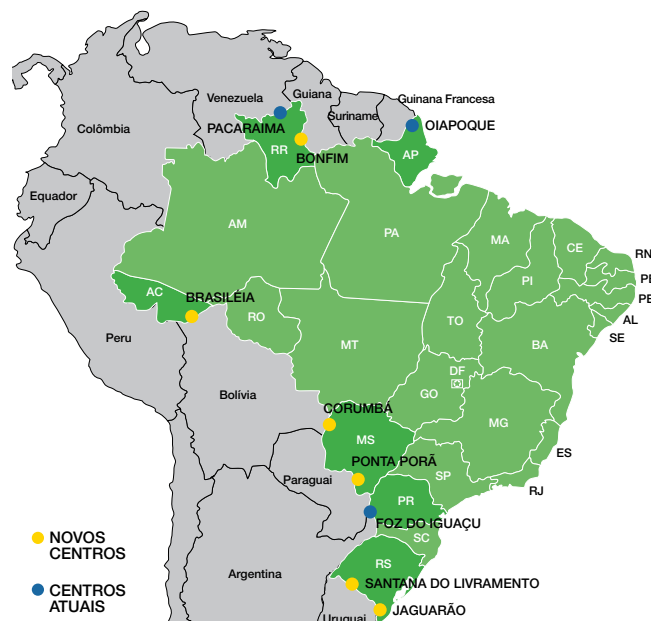 Venezuela
Guiana
Guinana Francesa
Suriname
Colômbia
PACARAIMA
OIAPOQUE
RR
BONFIM
AP
Equador
AM
PA
MA
CE
RN
PI
PB
PE
AC
BRASILÉIA
RO
TO
AL
SE
Peru
MT
BA
DF
Bolívia
GO
CORUMBÁ
MS
MG
ES
PONTA PORÃ
SP
Paraguai
RJ
PR
FOZ DO IGUAÇU
SC
NOVOS
CENTROS
RS
Argentina
SANTANA DO LIVRAMENTO
CENTROS
ATUAIS
JAGUARÃO
Uruguai